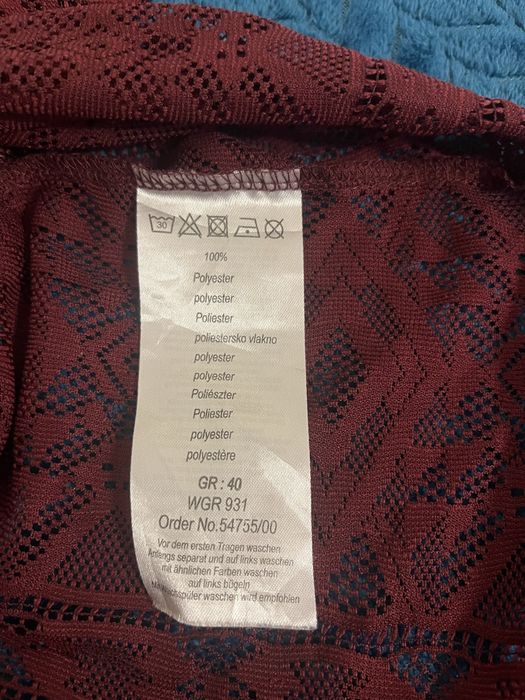 30
100%
Polyester
polyester
Poliester
poliestersko vlakno
polyester
polyester
Poliészter
Poliester
polyester
polyestère
GR : 40
WGR 931
Order No.54755/00
Vor dem ersten Tragen waschen
Anfangs separat und auf links waschen
mit ähnlichen Farben waschen
auf links bügeln
waschen wird empfohlen